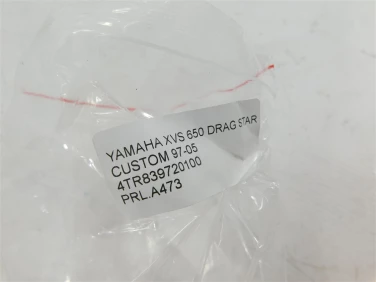 YAMAHA XVS 650 DRAG STAR
CUSTOM 97-05
4TR839720100
PRL.A473